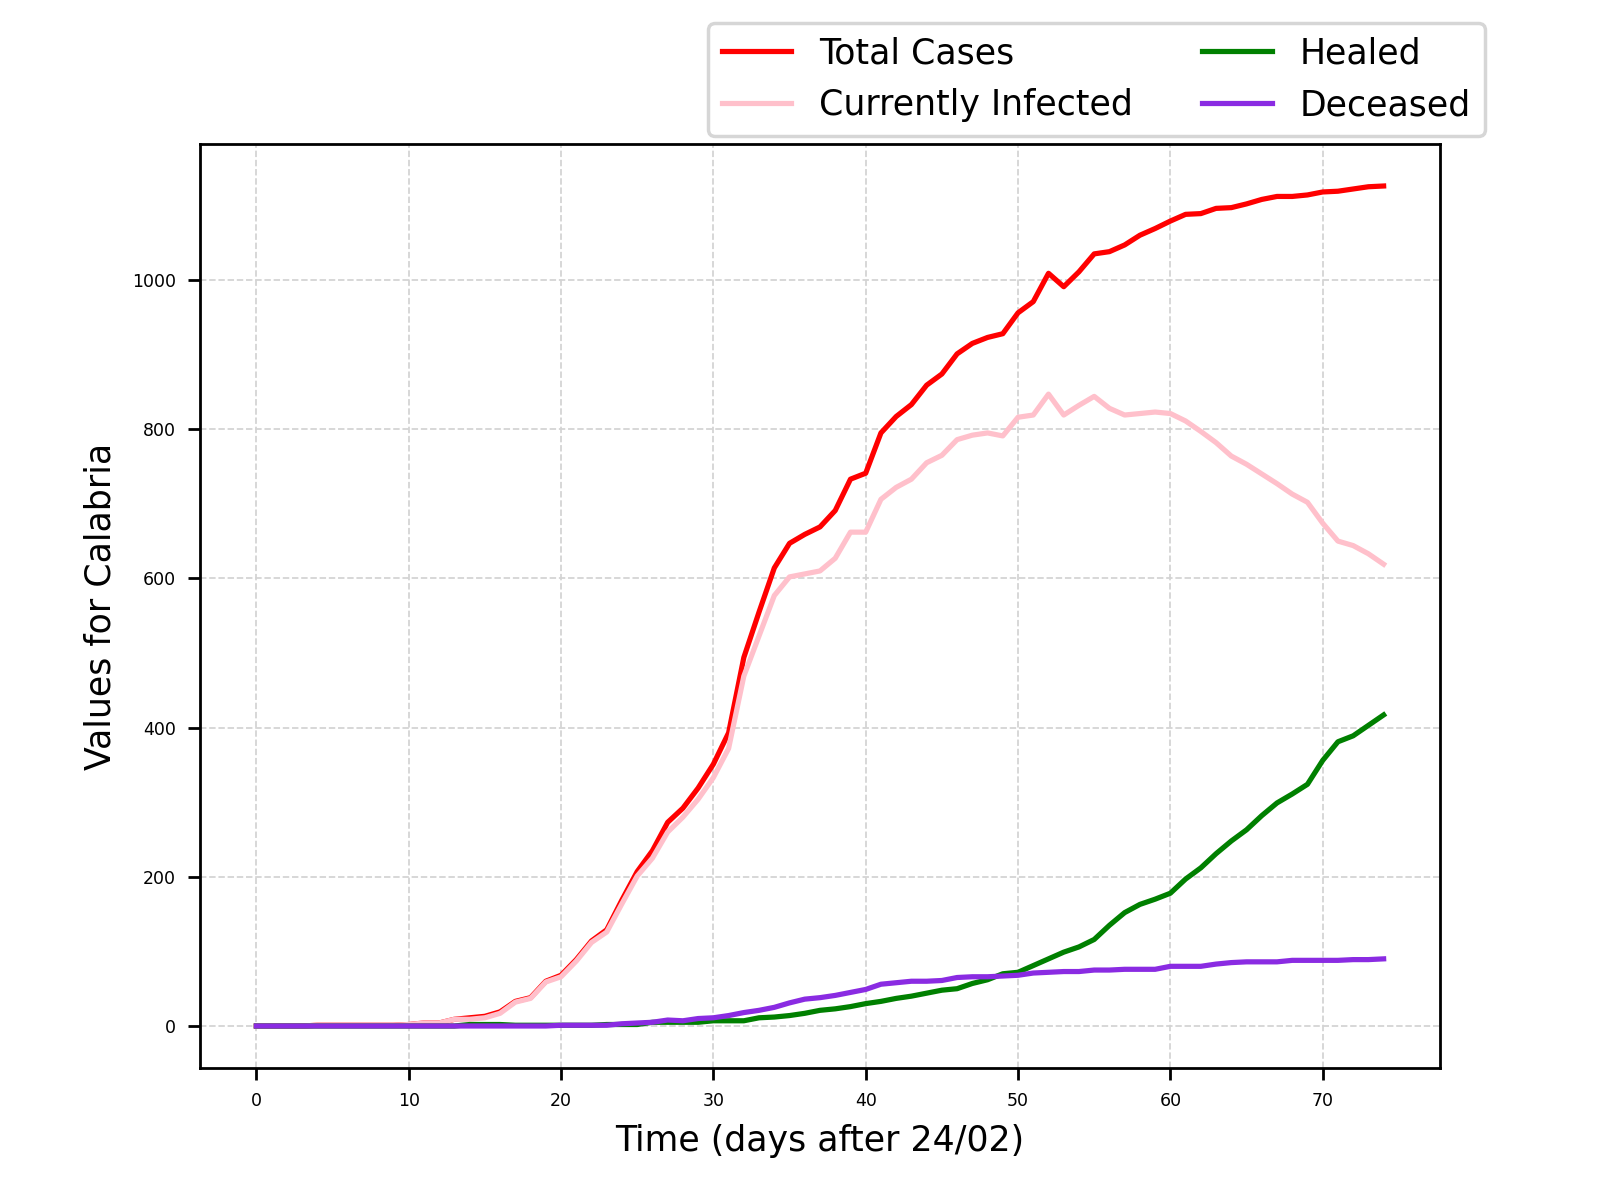 Total Cases
Currently Infected
Healed
Deceased
1000
800
600
400
200
0
Values for Calabria
0 10 20 30 40 50 60 70
Time (days after 24/02)